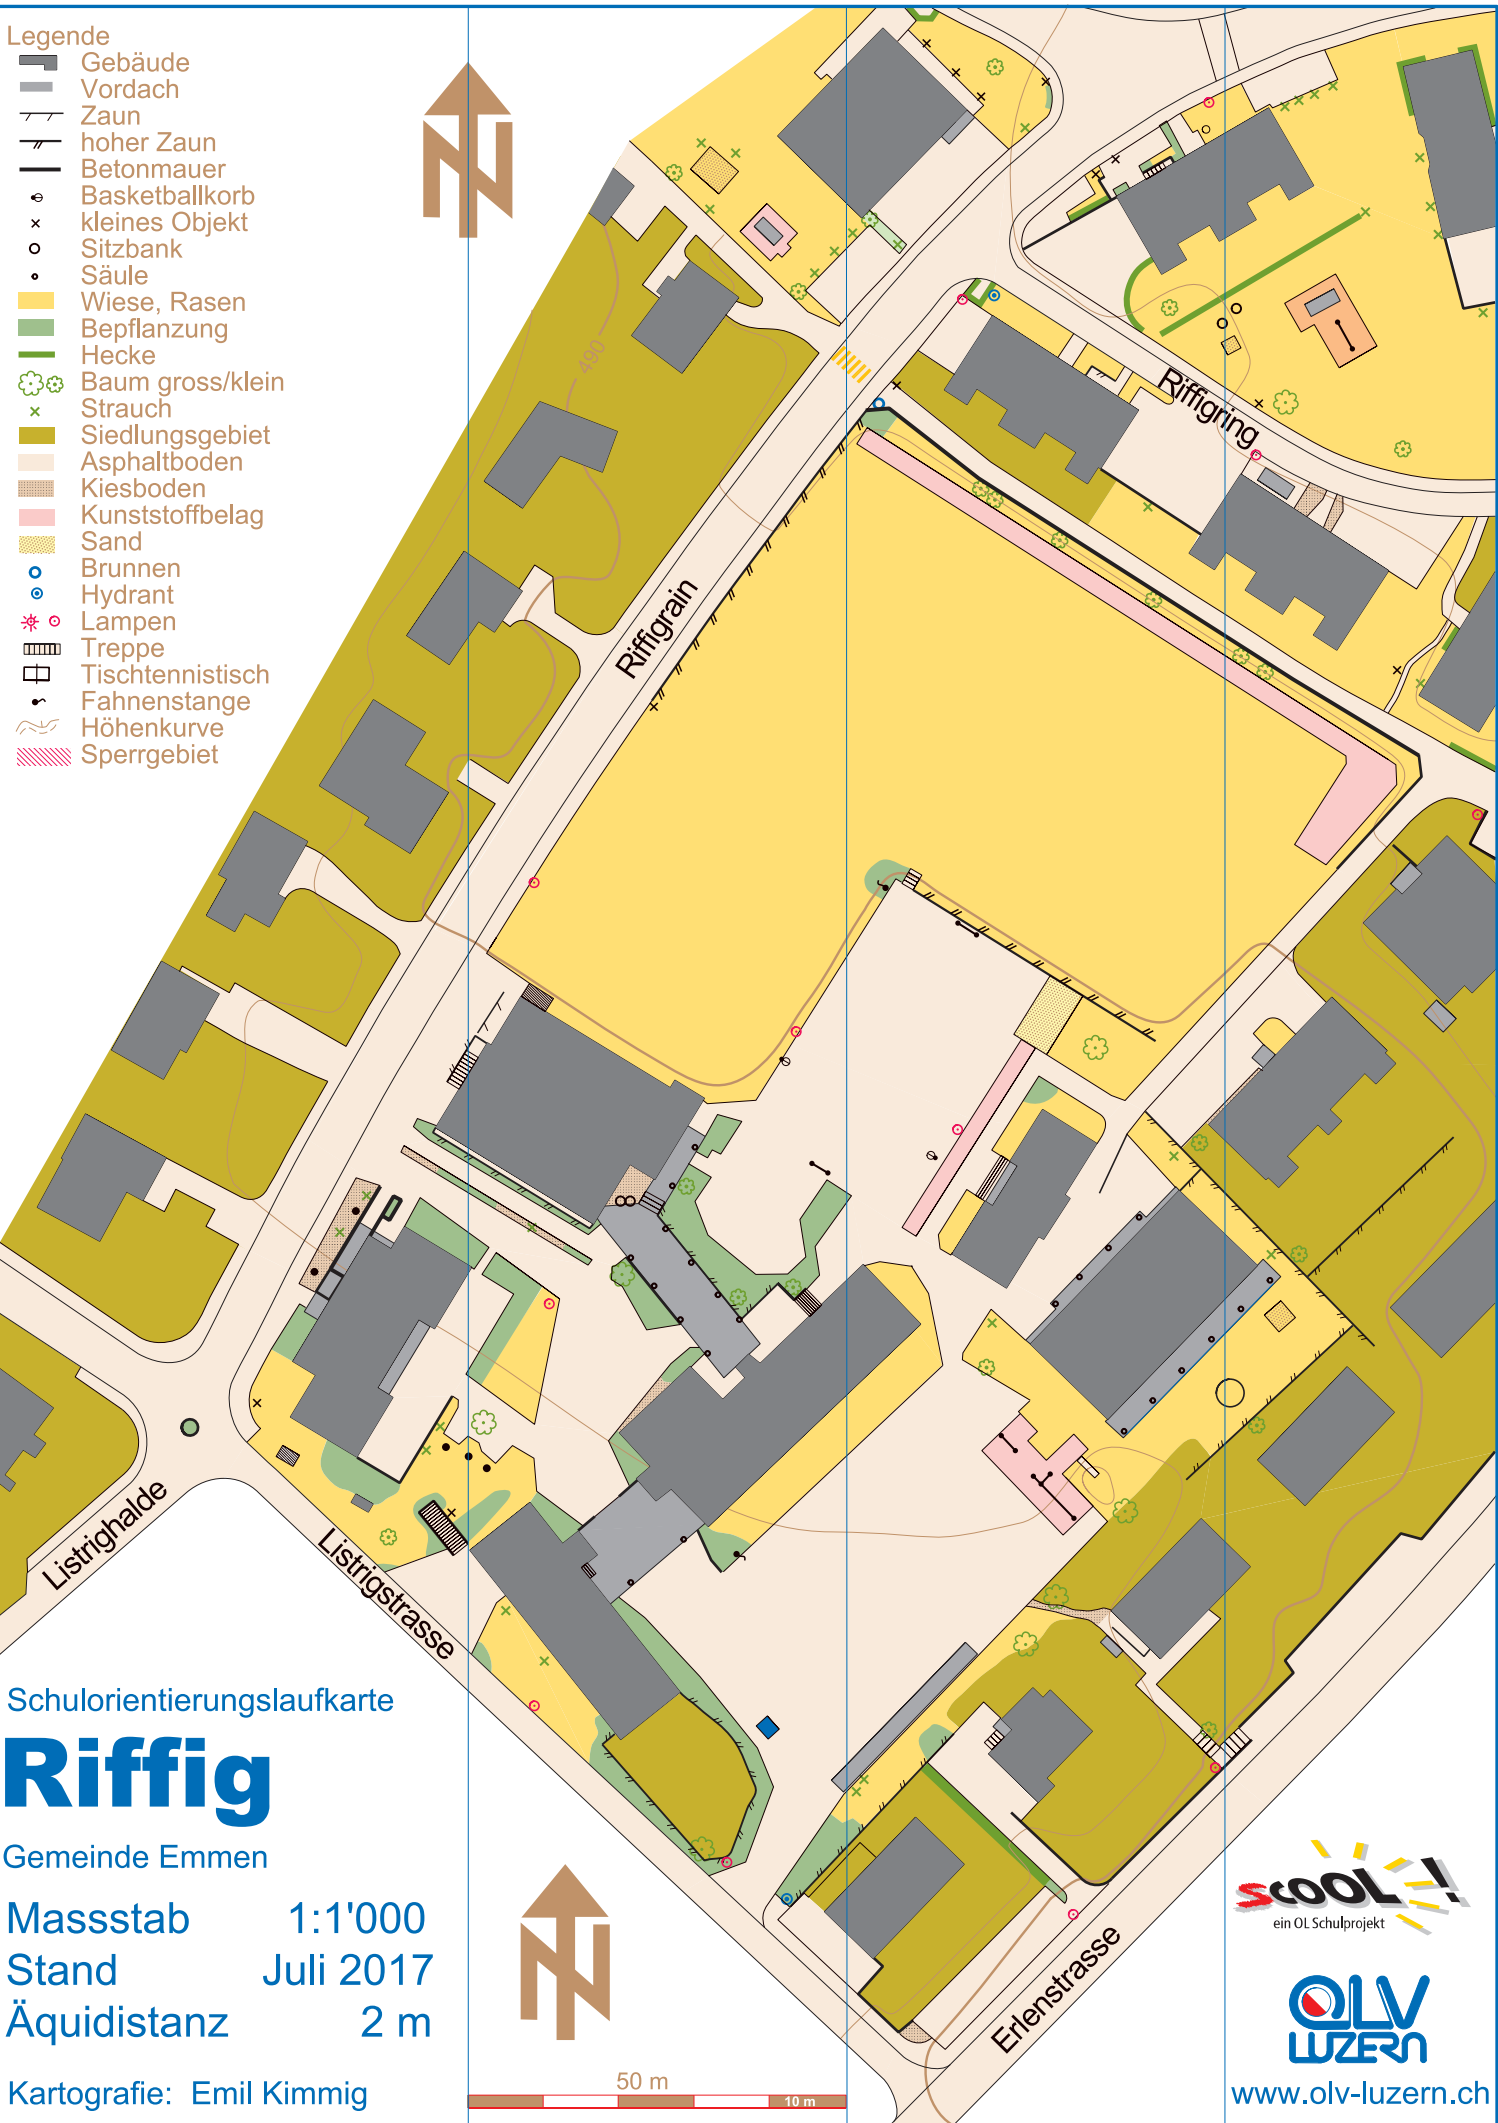 Legende
Gebäude
Vordach
Zaun
hoher Zaun
Betonmauer
Basketballkorb
kleines Objekt
Sitzbank
Säule
Wiese, Rasen
Bepflanzung
Hecke
Baum gross/klein
Strauch
Siedlungsgebiet
Asphaltboden
Kiesboden
Kunststoffbelag
Sand
Brunnen
Hydrant
Lampen
Treppe
Tischtennistisch
Fahnenstange
Höhenkurve
Sperrgebiet
N
490
Riffigring
Riffigrain
Listrighalde
Listrigstrasse
Erlenstrasse
Schulorientierungslaufkarte
Riffig
Gemeinde Emmen
Massstab 1:1'000
Stand Juli 2017
Äquidistanz 2 m
Kartografie: Emil Kimmig
N
50 m
10 m
scOOL !
ein OL Schulprojekt
OLV
LUZERN
www.olv-luzern.ch